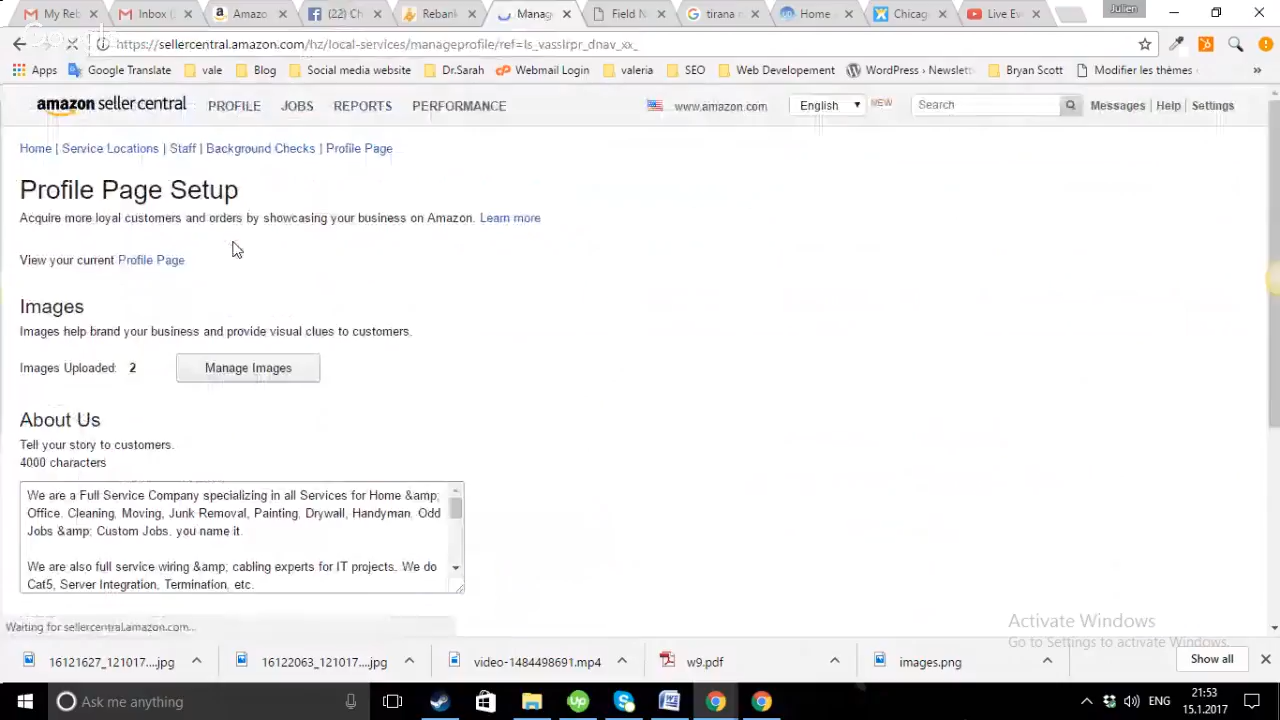 My Reb
Inbox (
Amazo
(22) Ch
Rebank
Manag
Field N
tirana n
Home
Chicag
Live Ev
Julien
https://sellercentral.amazon.com/hz/local-services/manageprofile/ref=ls_vasslrpr_dnav_xx_
Apps
Google Translate
vale
Blog
Social media website
Dr.Sarh
Webmail Login
valeria
SEO
Web Developement
WordPress › Newslett
Bryan Scott
Modifier les thèmes
»
amazon seller central
PROFILE
JOBS
REPORTS
PERFORMANCE
www.amazon.com
English
NEW
Search
Messages | Help | Settings
Home | Service Locations | Staff | Background Checks | Profile Page
Profile Page Setup
Acquire more loyal customers and orders by showcasing your business on Amazon. Learn more
View your current Profile Page
Images
Images help brand your business and provide visual clues to customers.
Images Uploaded: 2
Manage Images
About Us
Tell your story to customers.
4000 characters
We are a Full Service Company specializing in all Services for Home &amp;
Office. Cleaning, Moving, Junk Removal, Painting, Drywall, Handyman, Odd
Jobs &amp; Custom Jobs, you name it.
We are also full service wiring &amp; cabling experts for IT projects. We do
Cat5, Server Integration, Termination, etc.
Waiting for sellercentral.amazon.com...
Activate Windows
Go to Settings to activate Windows.
16121627_121017....jpg
16122063_121017....jpg
video-1484498691.mp4
w9.pdf
images.png
Show all
Ask me anything
ENG
21:53
15.1.2017